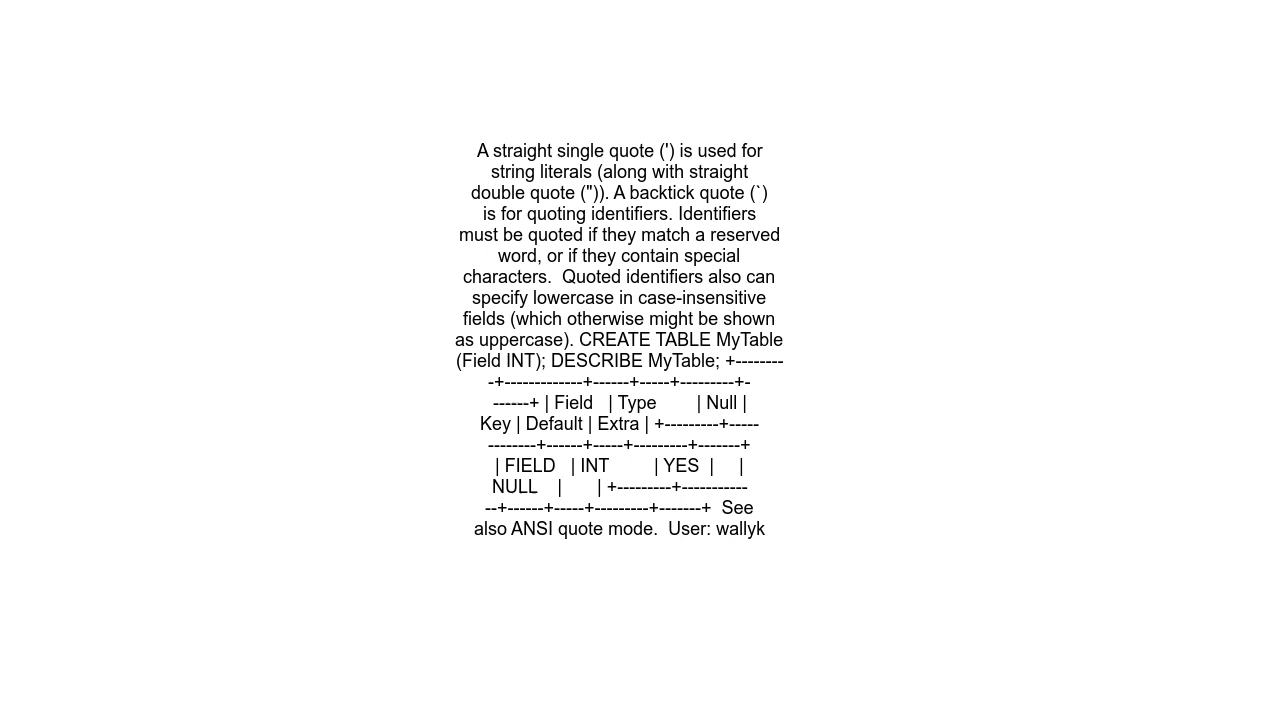 A straight single quote (') is used for
string literals (along with straight
double quote (")). A backtick quote (`)
is for quoting identifiers. Identifiers
must be quoted if they match a reserved
word, or if they contain special
characters.  Quoted identifiers also can
specify lowercase in case-insensitive
fields (which otherwise might be shown
as uppercase). CREATE TABLE MyTable
(Field INT); DESCRIBE MyTable; +--------
-+-------------+------+-----+---------+-
------+ | Field   | Type        | Null |
Key | Default | Extra | +---------+-----
--------+------+-----+---------+-------+
| FIELD   | INT         | YES  |     |
NULL    |       | +---------+-----------
--+------+-----+---------+-------+  See
also ANSI quote mode.  User: wallyk